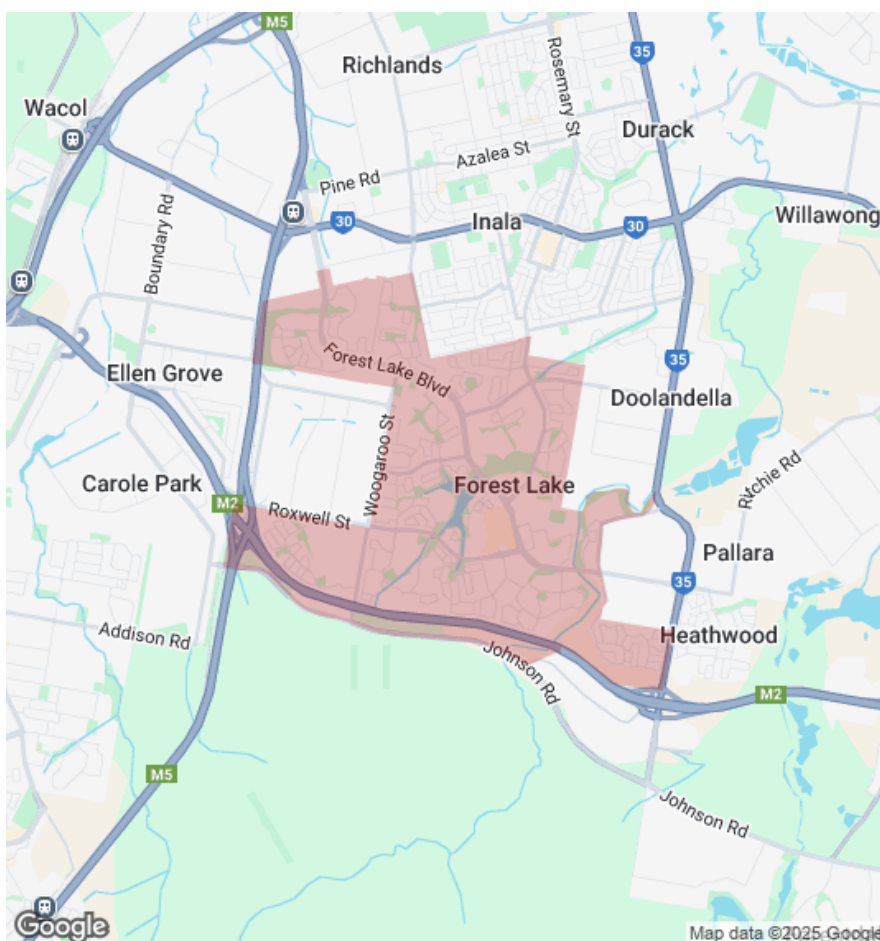 M5
35
Richlands
Rosemary St
Wacol
Durack
Azalea St
Pine Rd
Boundary Rd
30
Inala
30
Willawong
Forest Lake Blvd
35
Ellen Grove
Doolandella
Woogaroo St
Carole Park
Forest Lake
Ritchie Rd
M2
Roxwell St
Pallara
35
Addison Rd
Heathwood
Johnson Rd
M2
M5
Johnson Rd
Google
Map data ©2025 Google